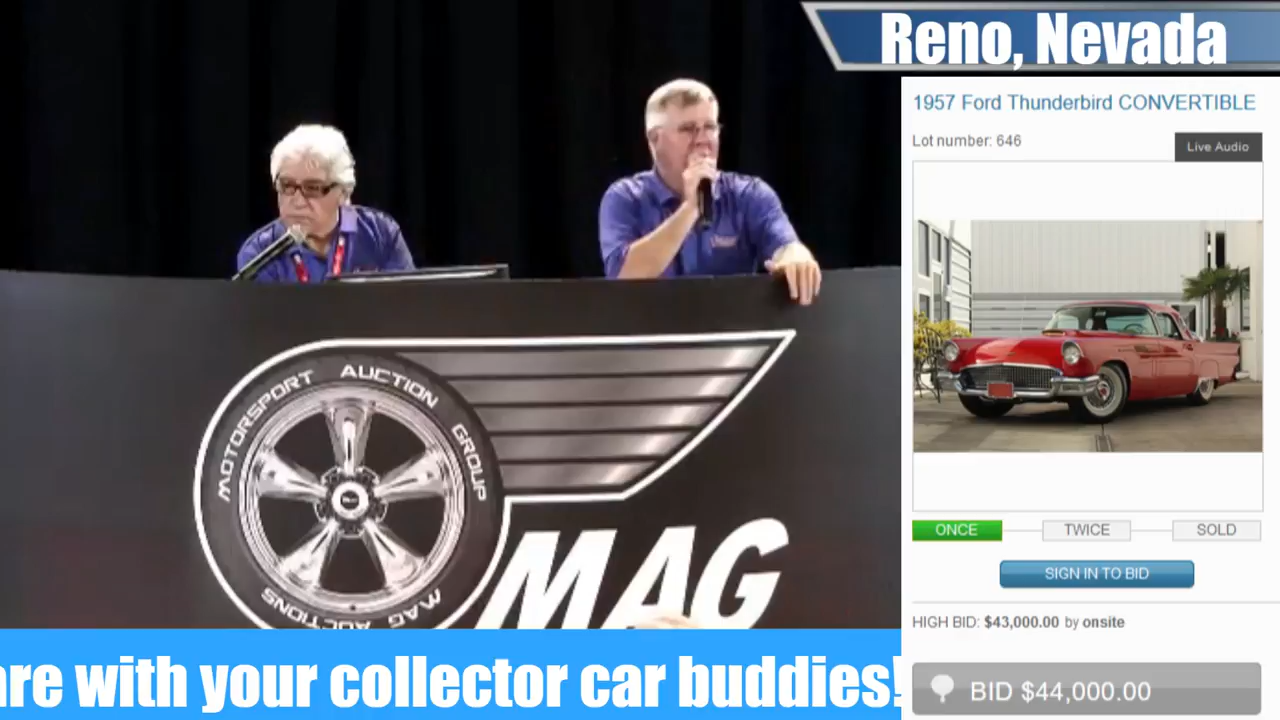 Reno, Nevada
1957 Ford Thunderbird CONVERTIBLE
Lot number: 646
Live Audio
MOTORSPORT AUCTION GROUP
MAG AUCTIONS
MAG
ONCE
TWICE
SOLD
SIGN IN TO BID
HIGH BID: $43,000.00 by onsite
BID $44,000.00
are with your collector car buddies!